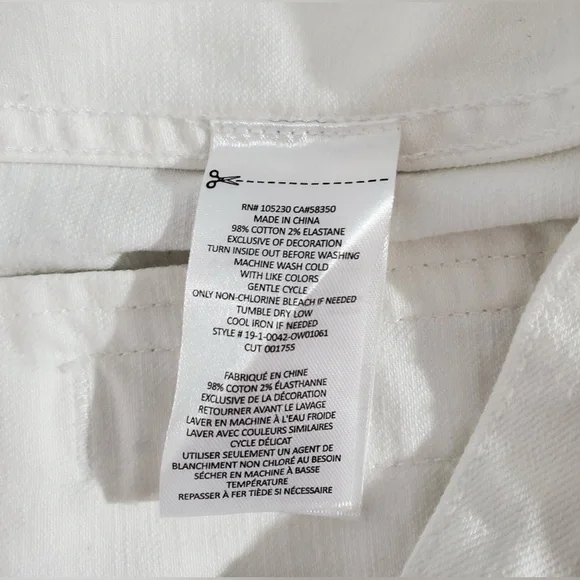 RN# 105230 CA#58350
MADE IN CHINA
98% COTTON 2% ELASTANE
EXCLUSIVE OF DECORATION
TURN INSIDE OUT BEFORE WASHING
MACHINE WASH COLD
WITH LIKE COLORS
GENTLE CYCLE
ONLY NON-CHLORINE BLEACH IF NEEDED
TUMBLE DRY LOW
COOL IRON IF NEEDED
STYLE # 19-1-0042-OW01061
CUT 001755
FABRIQUÉ EN CHINE
98% COTON 2% ÉLASTHANNE
EXCLUSIVE DE LA DÉCORATION
RETOURNER AVANT LE LAVAGE
LAVER EN MACHINE À L'EAU FROIDE
LAVER AVEC COULEURS SIMILAIRES
CYCLE DÉLICAT
UTILISER SEULEMENT UN AGENT DE
BLANCHIMENT NON CHLORÉ AU BESOIN
SÉCHER EN MACHINE À BASSE
TEMPÉRATURE
REPASSER À FER TIÈDE SI NÉCESSAIRE